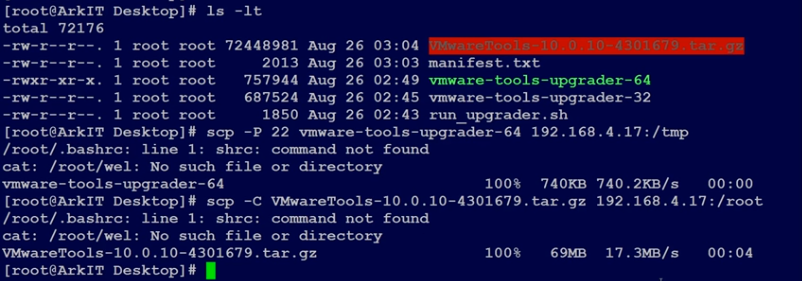 [root@ArkIT Desktop]# ls -lt
total 72176
-rw-r--r--. 1 root root 72448981 Aug 26 03:04 VMwareTools-10.0.10-4301679.tar.gz
-rw-r--r--. 1 root root     2013 Aug 26 03:03 manifest.txt
-rwxr-xr-x. 1 root root   757944 Aug 26 02:49 vmware-tools-upgrader-64
-rw-r--r--. 1 root root   687524 Aug 26 02:45 vmware-tools-upgrader-32
-rw-r--r--. 1 root root     1850 Aug 26 02:43 run_upgrader.sh
[root@ArkIT Desktop]# scp -P 22 vmware-tools-upgrader-64 192.168.4.17:/tmp
/root/.bashrc: line 1: shrc: command not found
cat: /root/wel: No such file or directory
vmware-tools-upgrader-64                      100%  740KB 740.2KB/s   00:00
[root@ArkIT Desktop]# scp -C VMwareTools-10.0.10-4301679.tar.gz 192.168.4.17:/root
/root/.bashrc: line 1: shrc: command not found
cat: /root/wel: No such file or directory
VMwareTools-10.0.10-4301679.tar.gz            100%   69MB  17.3MB/s   00:04
[root@ArkIT Desktop]#